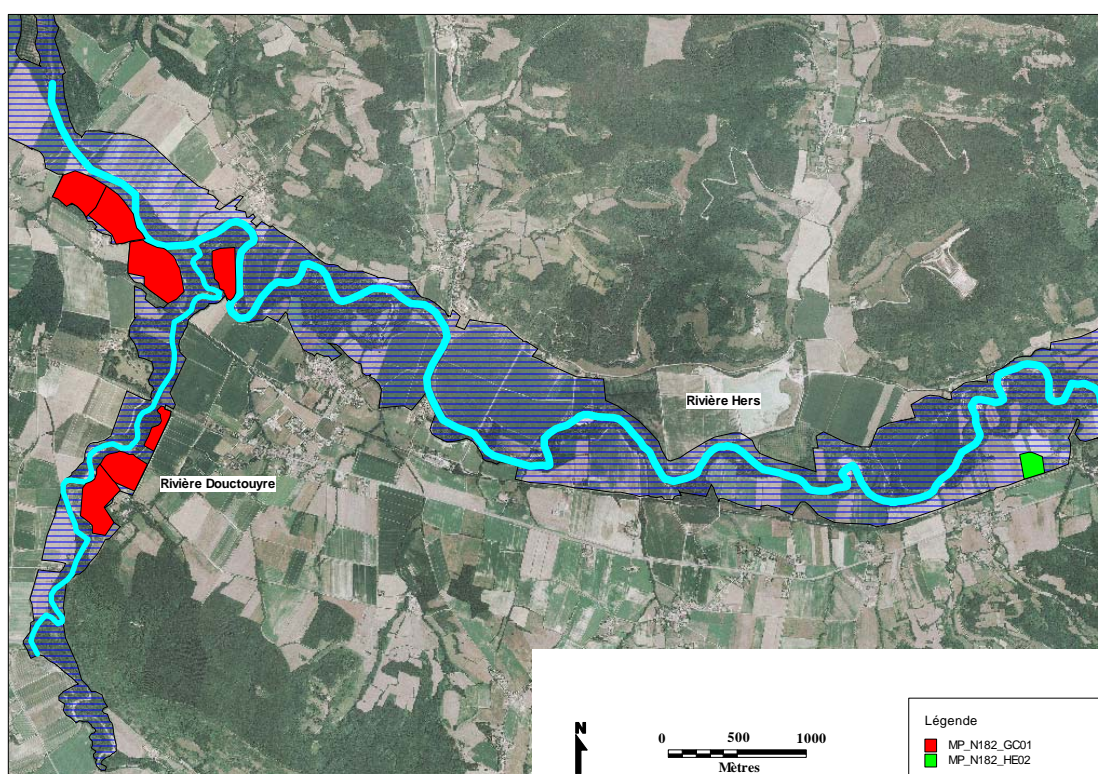 Rivière Hers
Rivière Douctouyre
N
0 500 1000
Mètres
Légende
MP_N182_GC01
MP_N182_HE02